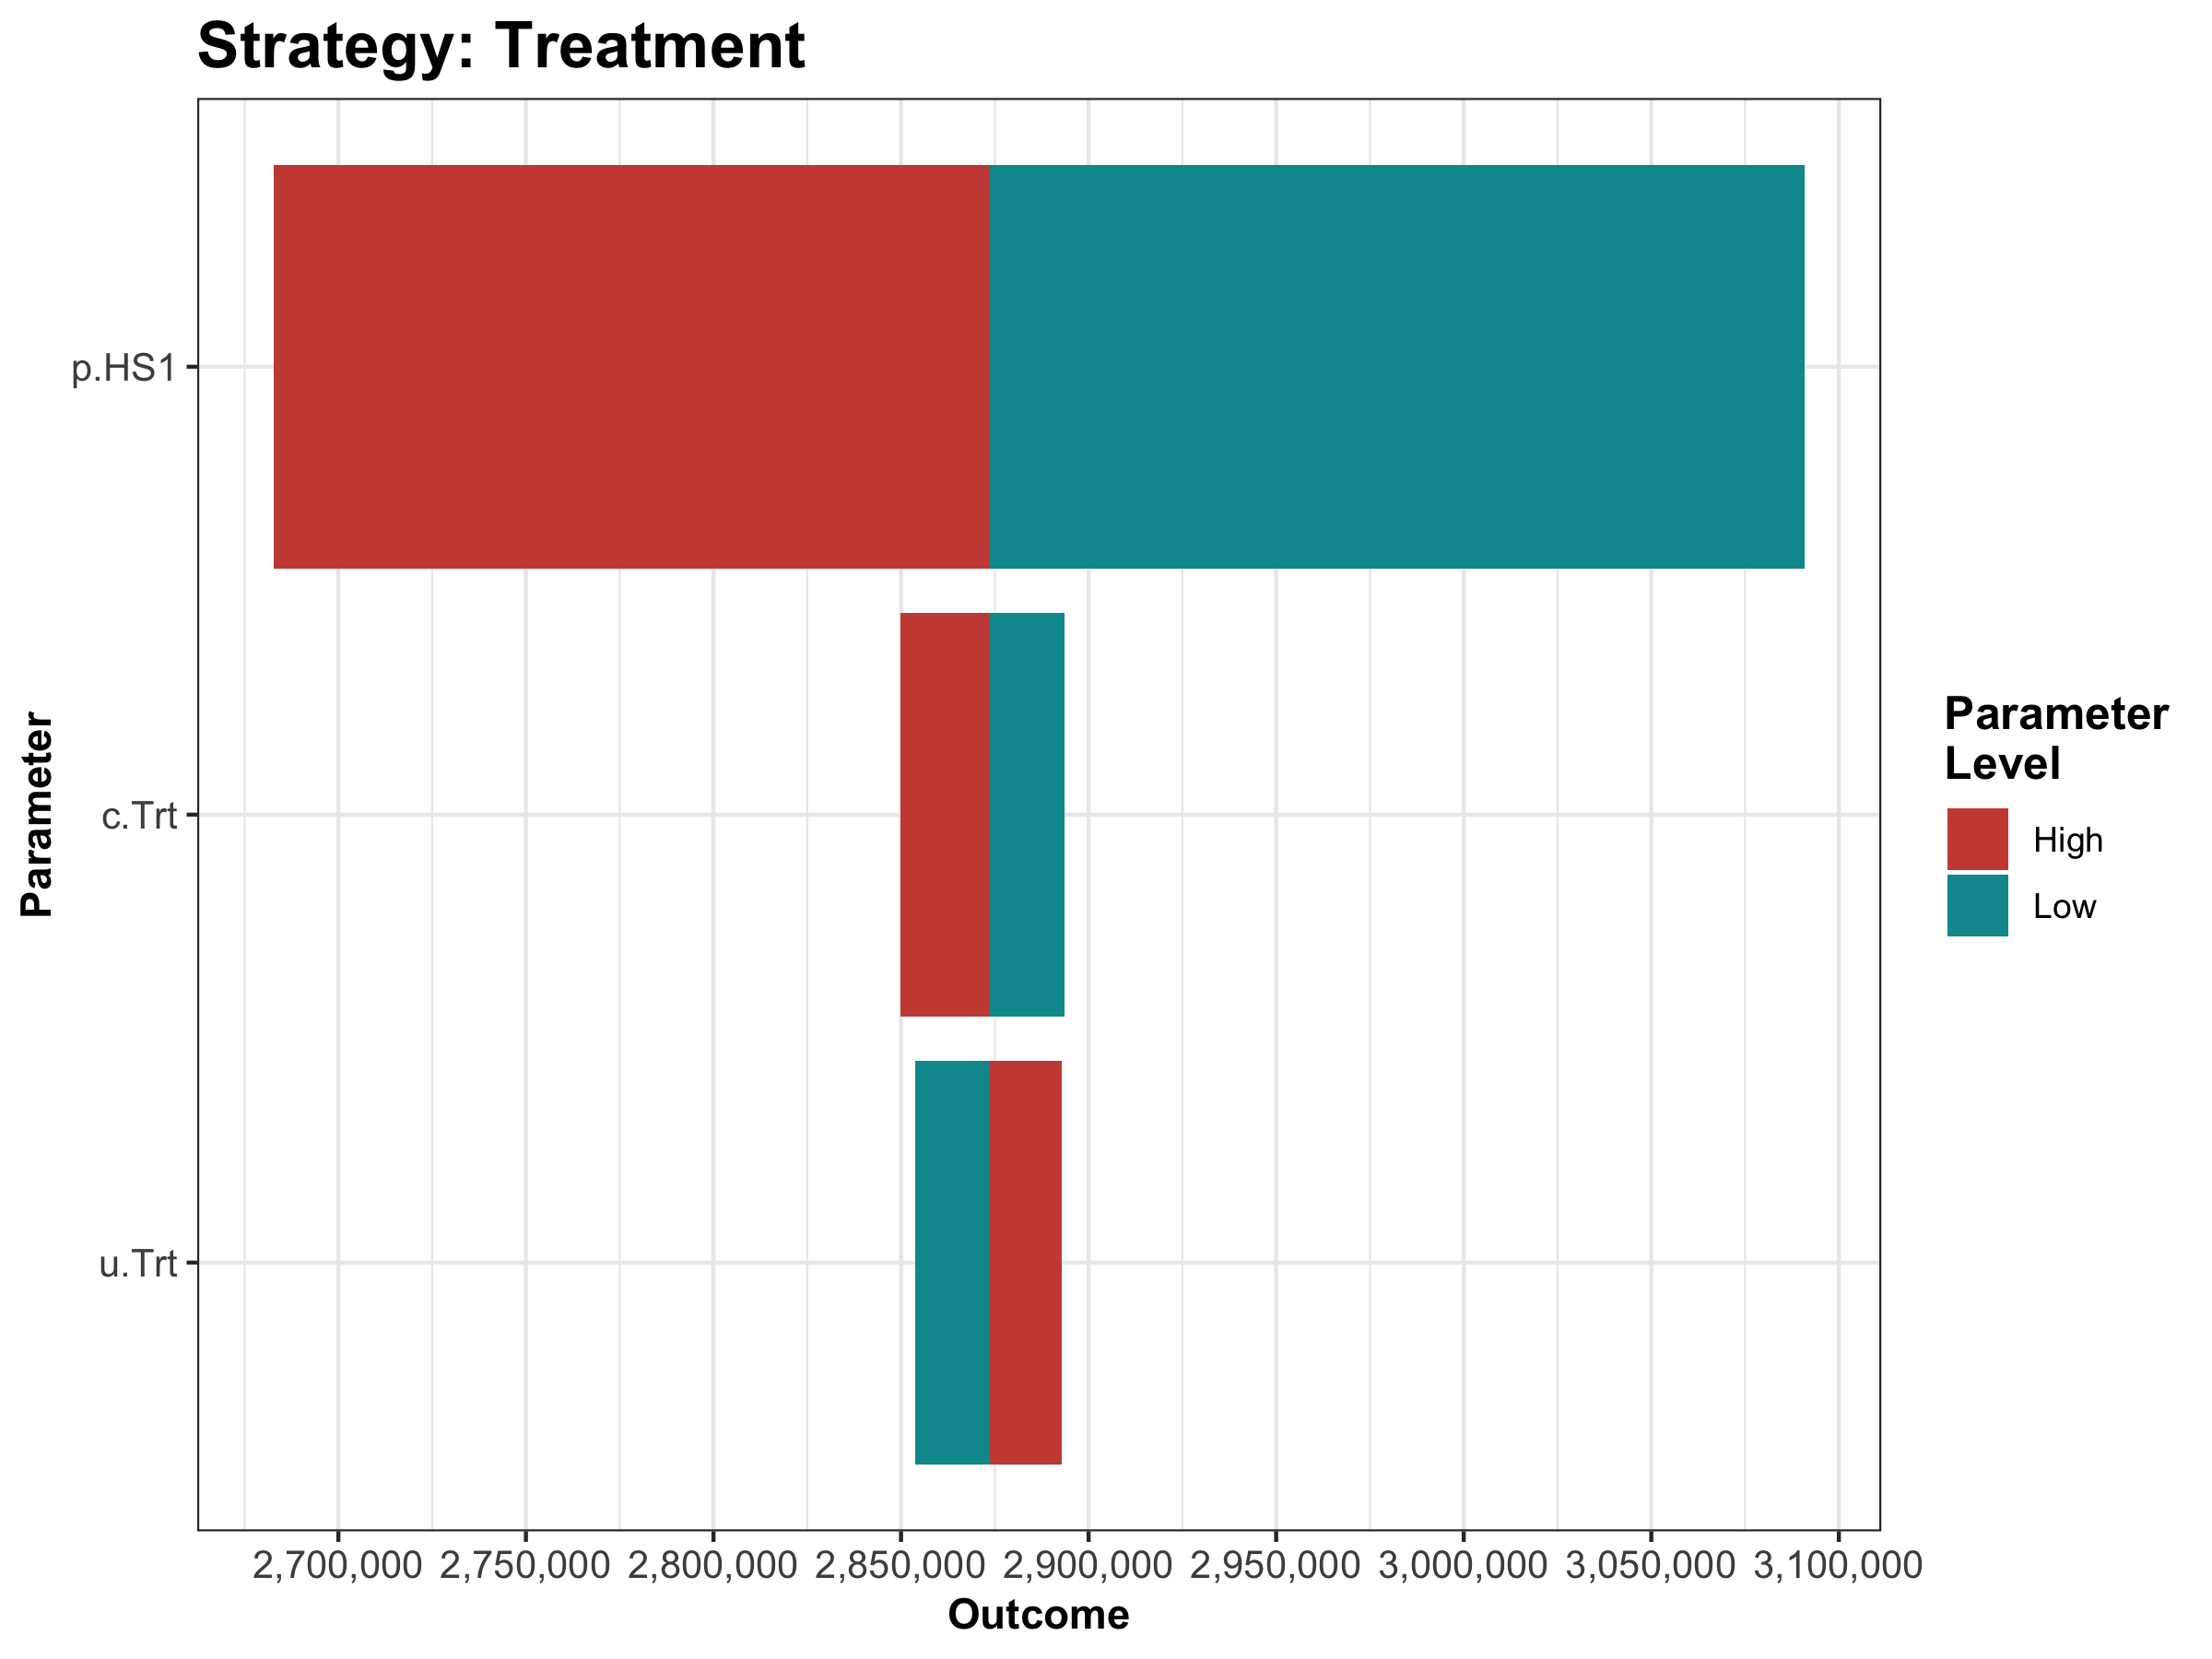 Strategy: Treatment
p.HS1
c.Trt
u.Trt
Parameter
2,700,000 2,750,000 2,800,000 2,850,000 2,900,000 2,950,000 3,000,000 3,050,000 3,100,000
Outcome
Parameter
Level
High
Low